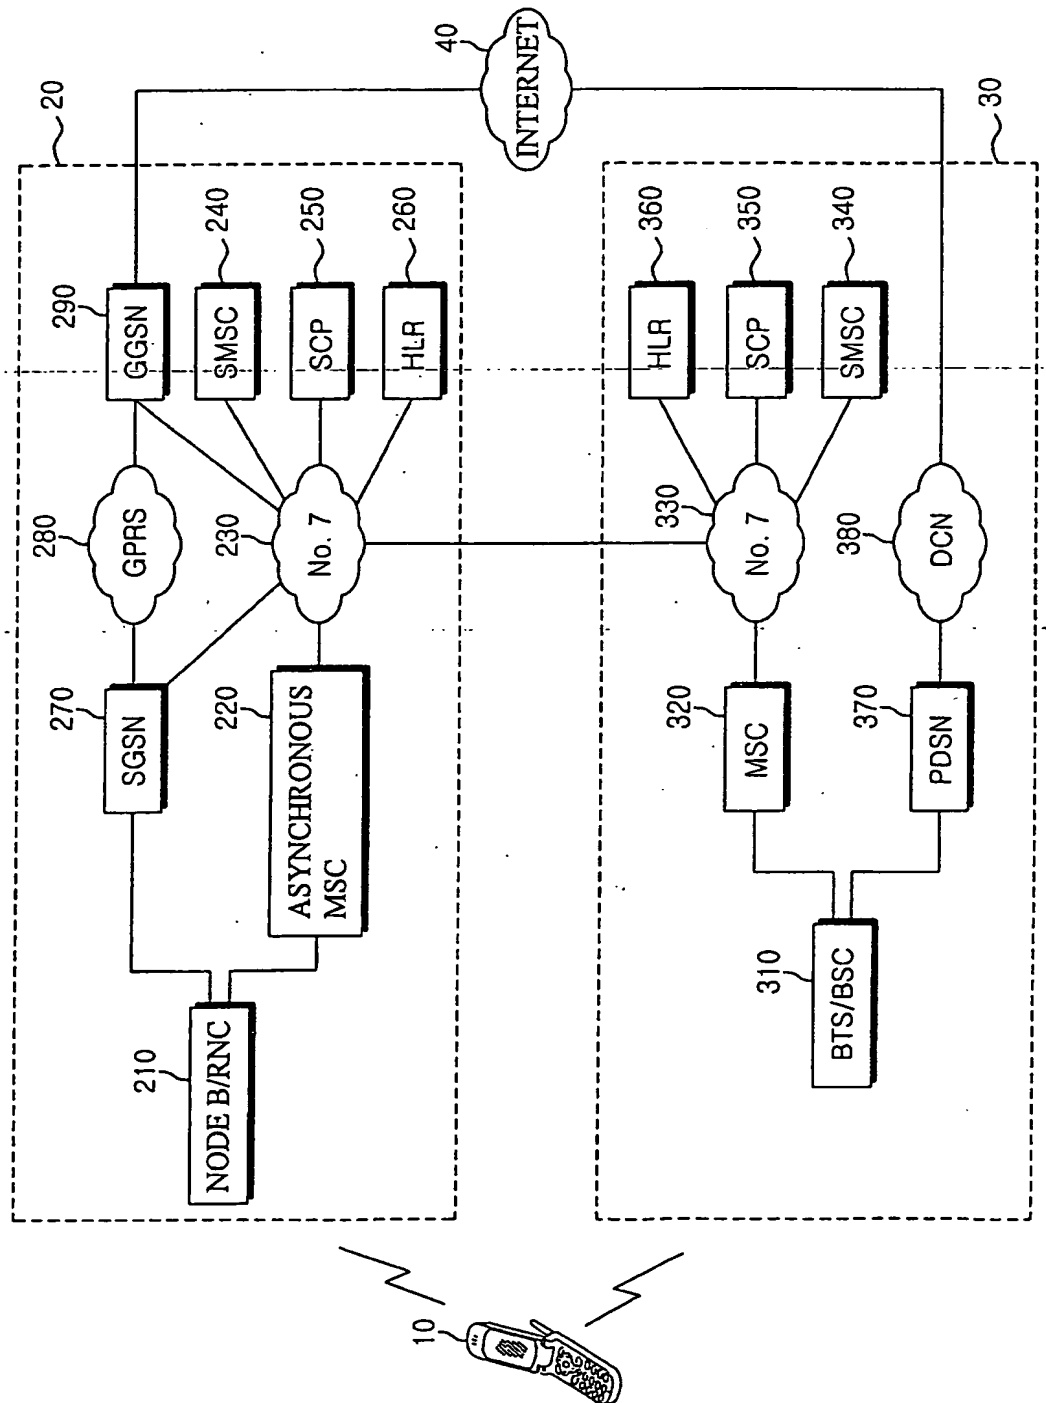 10
20
210
NODE B/RNC
270
SGSN
280
GPRS
290
GGSN
220
ASYNCHRONOUS
MSC
230
No. 7
240
SMSC
250
SCP
260
HLR
40
INTERNET
30
310
BTS/BSC
320
MSC
330
No. 7
360
HLR
350
SCP
340
SMSC
370
PDSN
380
DCN